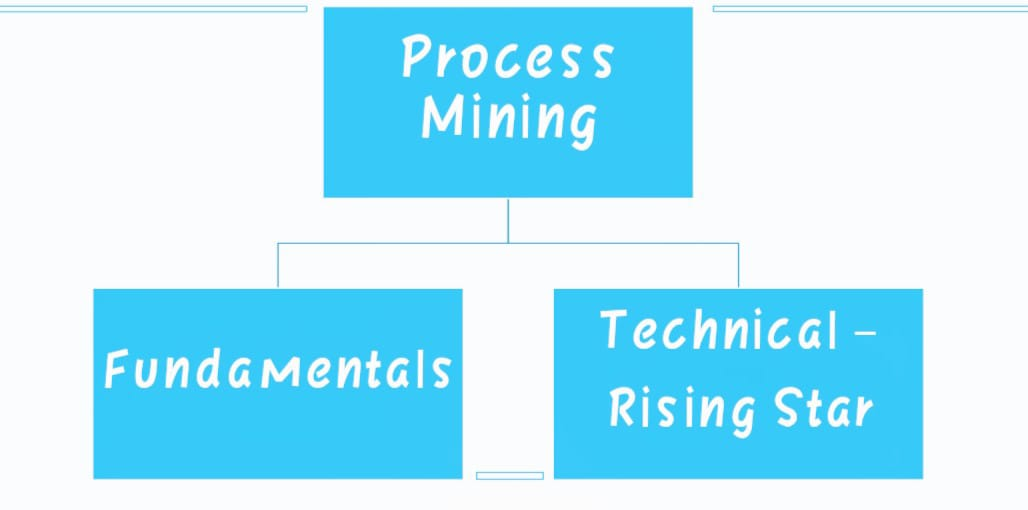 Process
Mining
Fundamentals
Technical –
Rising Star